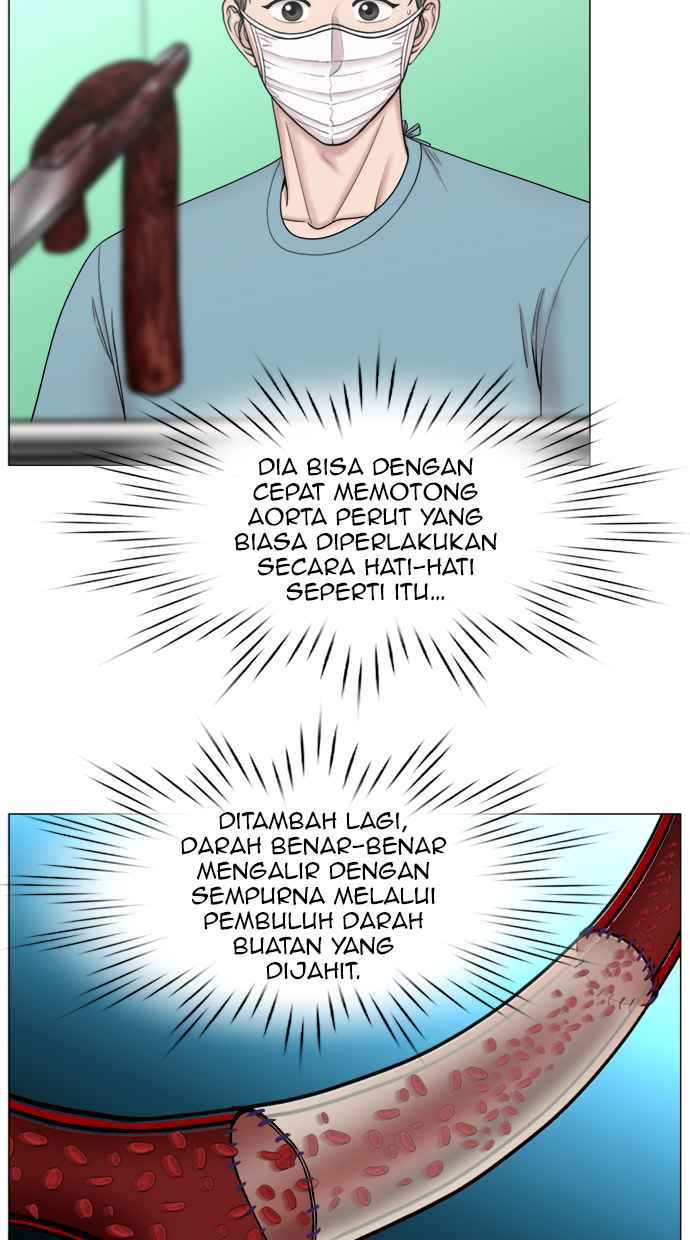 DIA BISA DENGAN
CEPAT MEMOTONG
AORTA PERUT YANG
BIASA DIPERLAKUKAN
SECARA HATI-HATI
SEPERTI ITU...
DITAMBAH LAGI,
DARAH BENAR-BENAR
MENGALIR DENGAN
SEMPURNA MELALUI
PEMBULUH DARAH
BUATAN YANG
DIJAHIT.